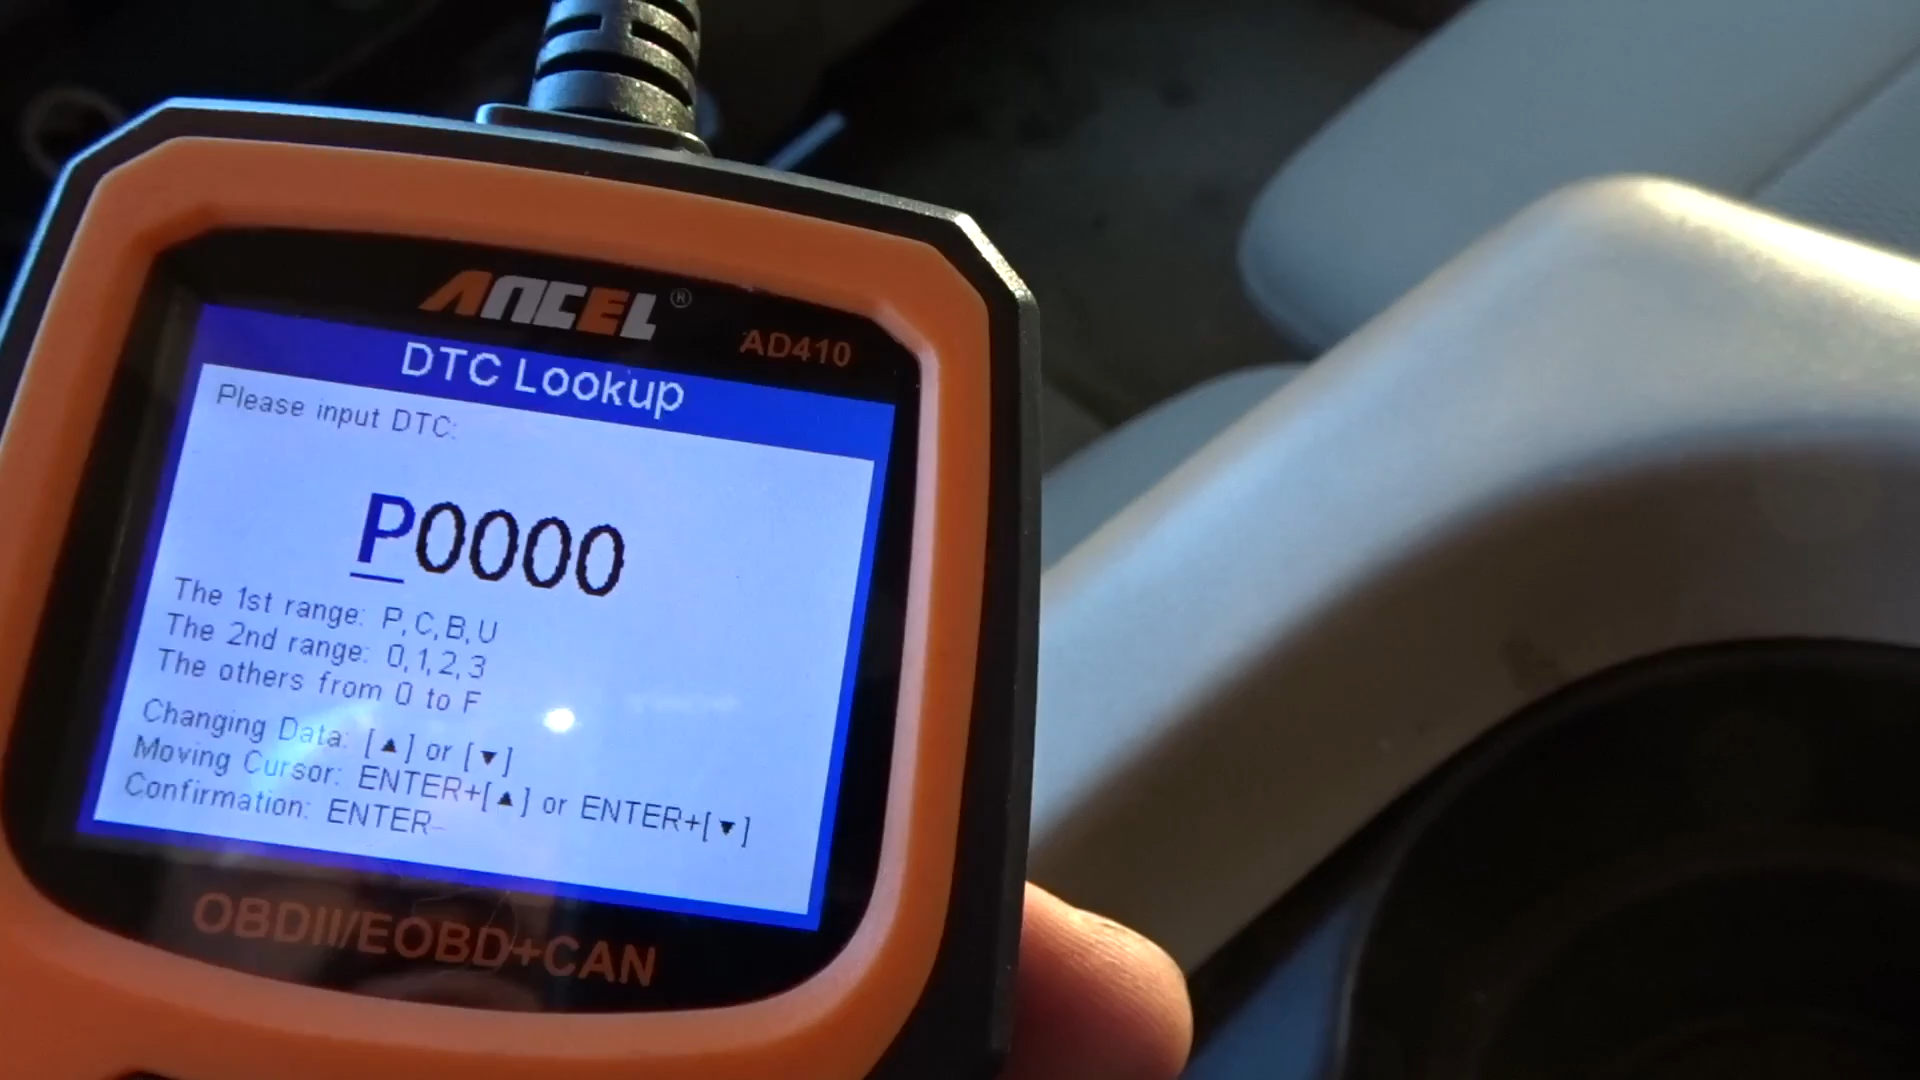 ANCEL®
AD410
DTC Lookup
Please input DTC:
P0000
The 1st range: P, C, B, U
The 2nd range: 0, 1, 2, 3
The others from 0 to F
Changing Data: [▲] or [▼]
Moving Cursor: ENTER+[▲] or ENTER+[▼]
Confirmation: ENTER
OBDII/EOBD+CAN